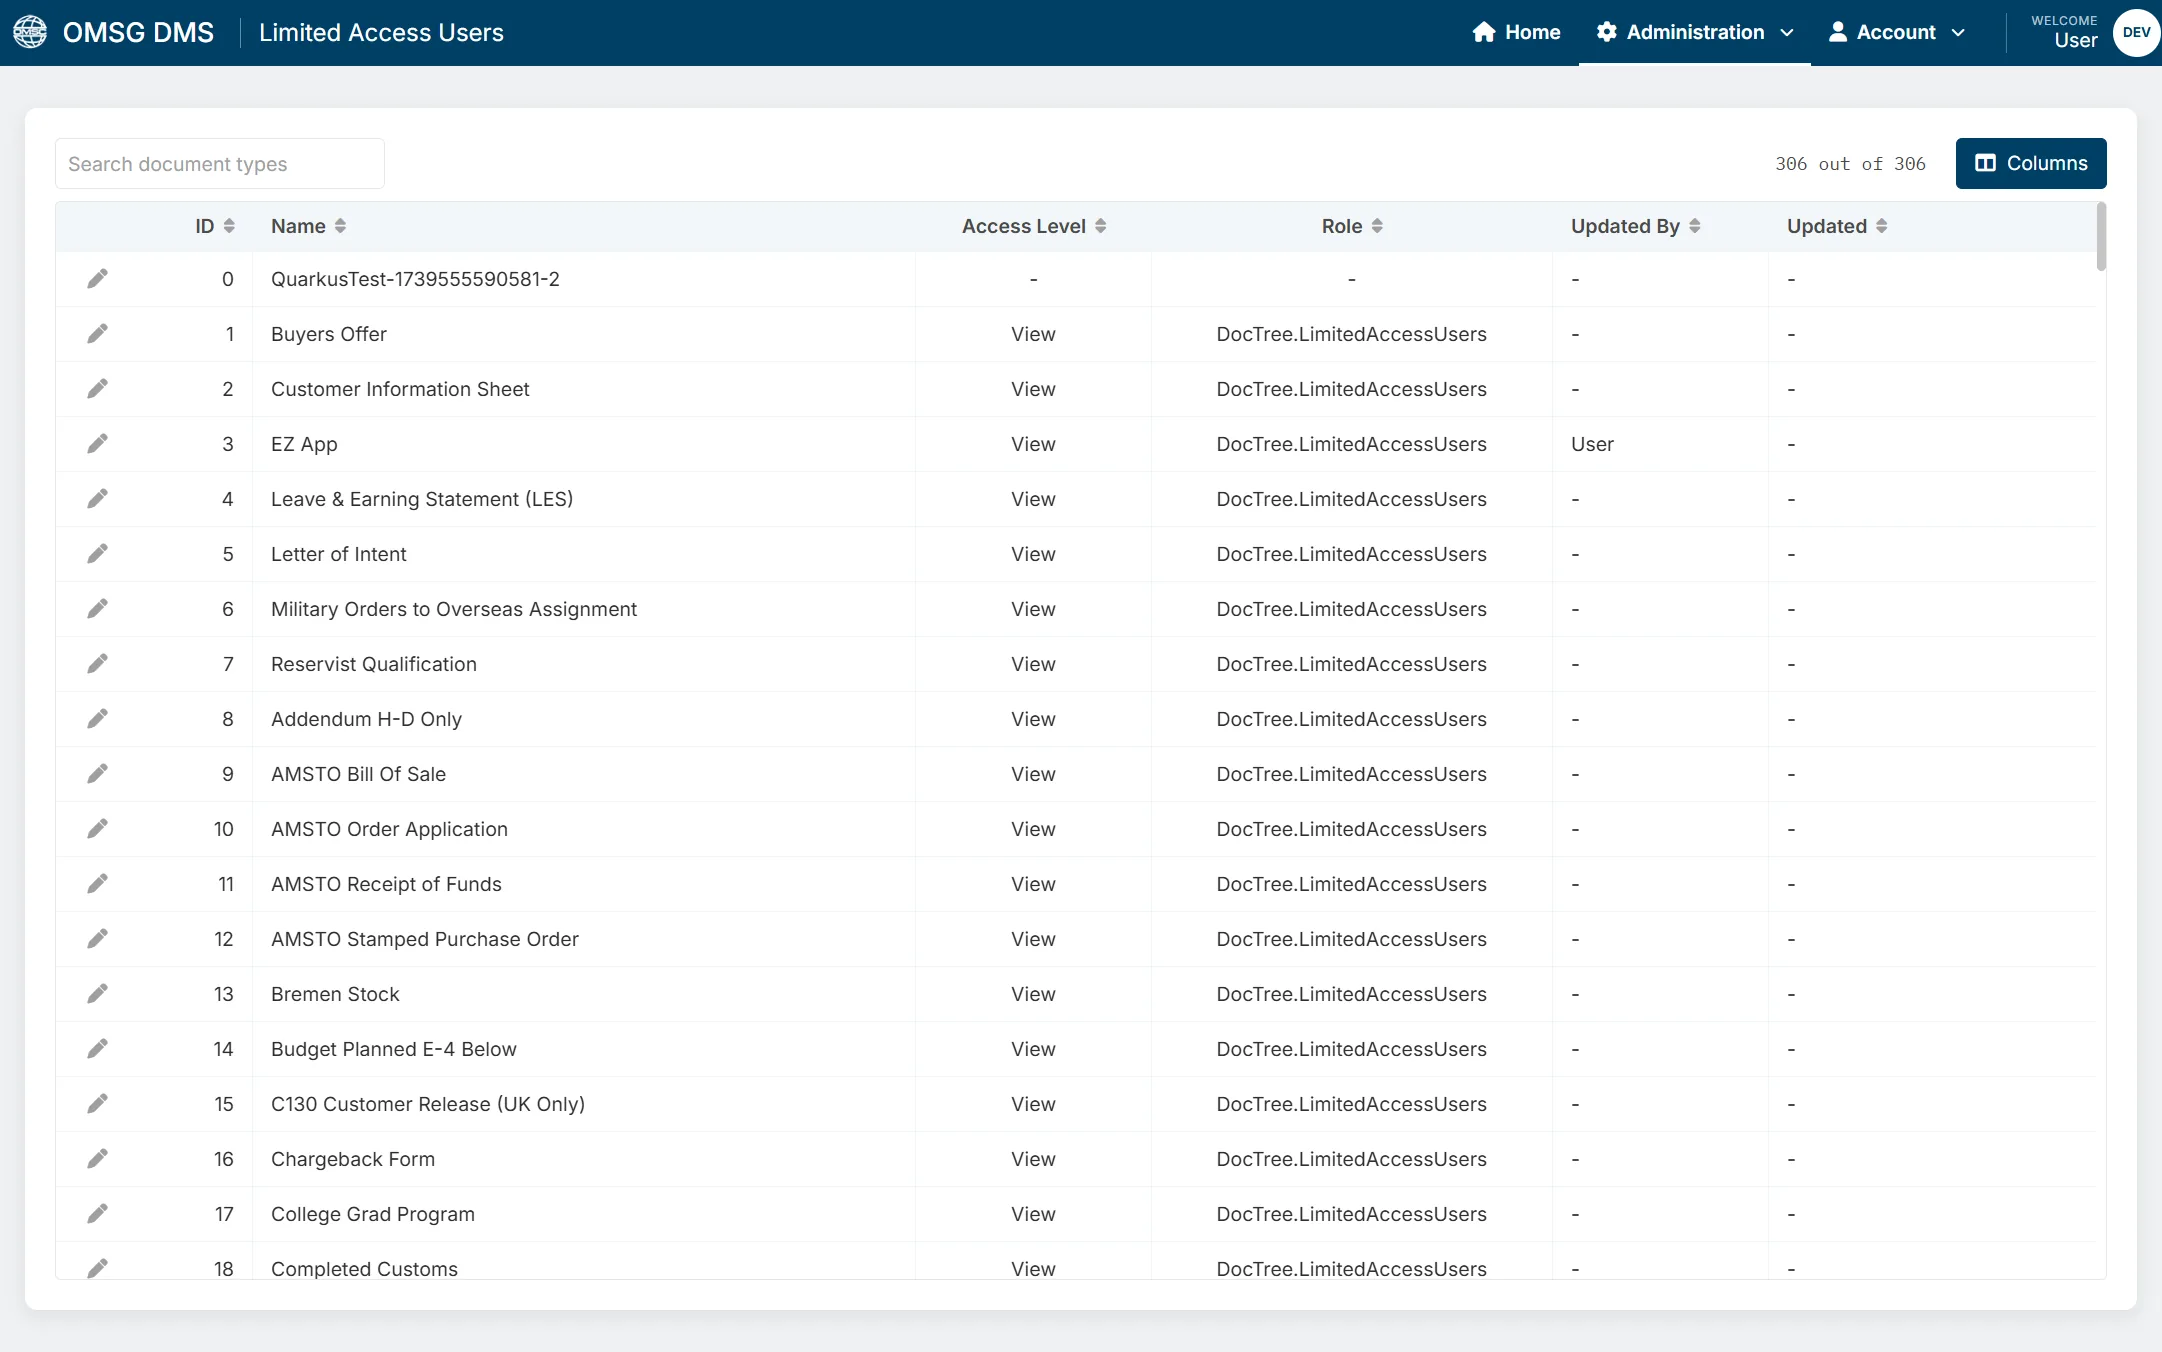 OMSG DMS Limited Access Users Home Administration Account WELCOME User DEV
Search document types 306 out of 306 Columns
ID Name Access Level Role Updated By Updated
0 QuarkusTest-1739555590581-2 - - - -
1 Buyers Offer View DocTree.LimitedAccessUsers - -
2 Customer Information Sheet View DocTree.LimitedAccessUsers - -
3 EZ App View DocTree.LimitedAccessUsers User -
4 Leave & Earning Statement (LES) View DocTree.LimitedAccessUsers - -
5 Letter of Intent View DocTree.LimitedAccessUsers - -
6 Military Orders to Overseas Assignment View DocTree.LimitedAccessUsers - -
7 Reservist Qualification View DocTree.LimitedAccessUsers - -
8 Addendum H-D Only View DocTree.LimitedAccessUsers - -
9 AMSTO Bill Of Sale View DocTree.LimitedAccessUsers - -
10 AMSTO Order Application View DocTree.LimitedAccessUsers - -
11 AMSTO Receipt of Funds View DocTree.LimitedAccessUsers - -
12 AMSTO Stamped Purchase Order View DocTree.LimitedAccessUsers - -
13 Bremen Stock View DocTree.LimitedAccessUsers - -
14 Budget Planned E-4 Below View DocTree.LimitedAccessUsers - -
15 C130 Customer Release (UK Only) View DocTree.LimitedAccessUsers - -
16 Chargeback Form View DocTree.LimitedAccessUsers - -
17 College Grad Program View DocTree.LimitedAccessUsers - -
18 Completed Customs View DocTree.LimitedAccessUsers - -